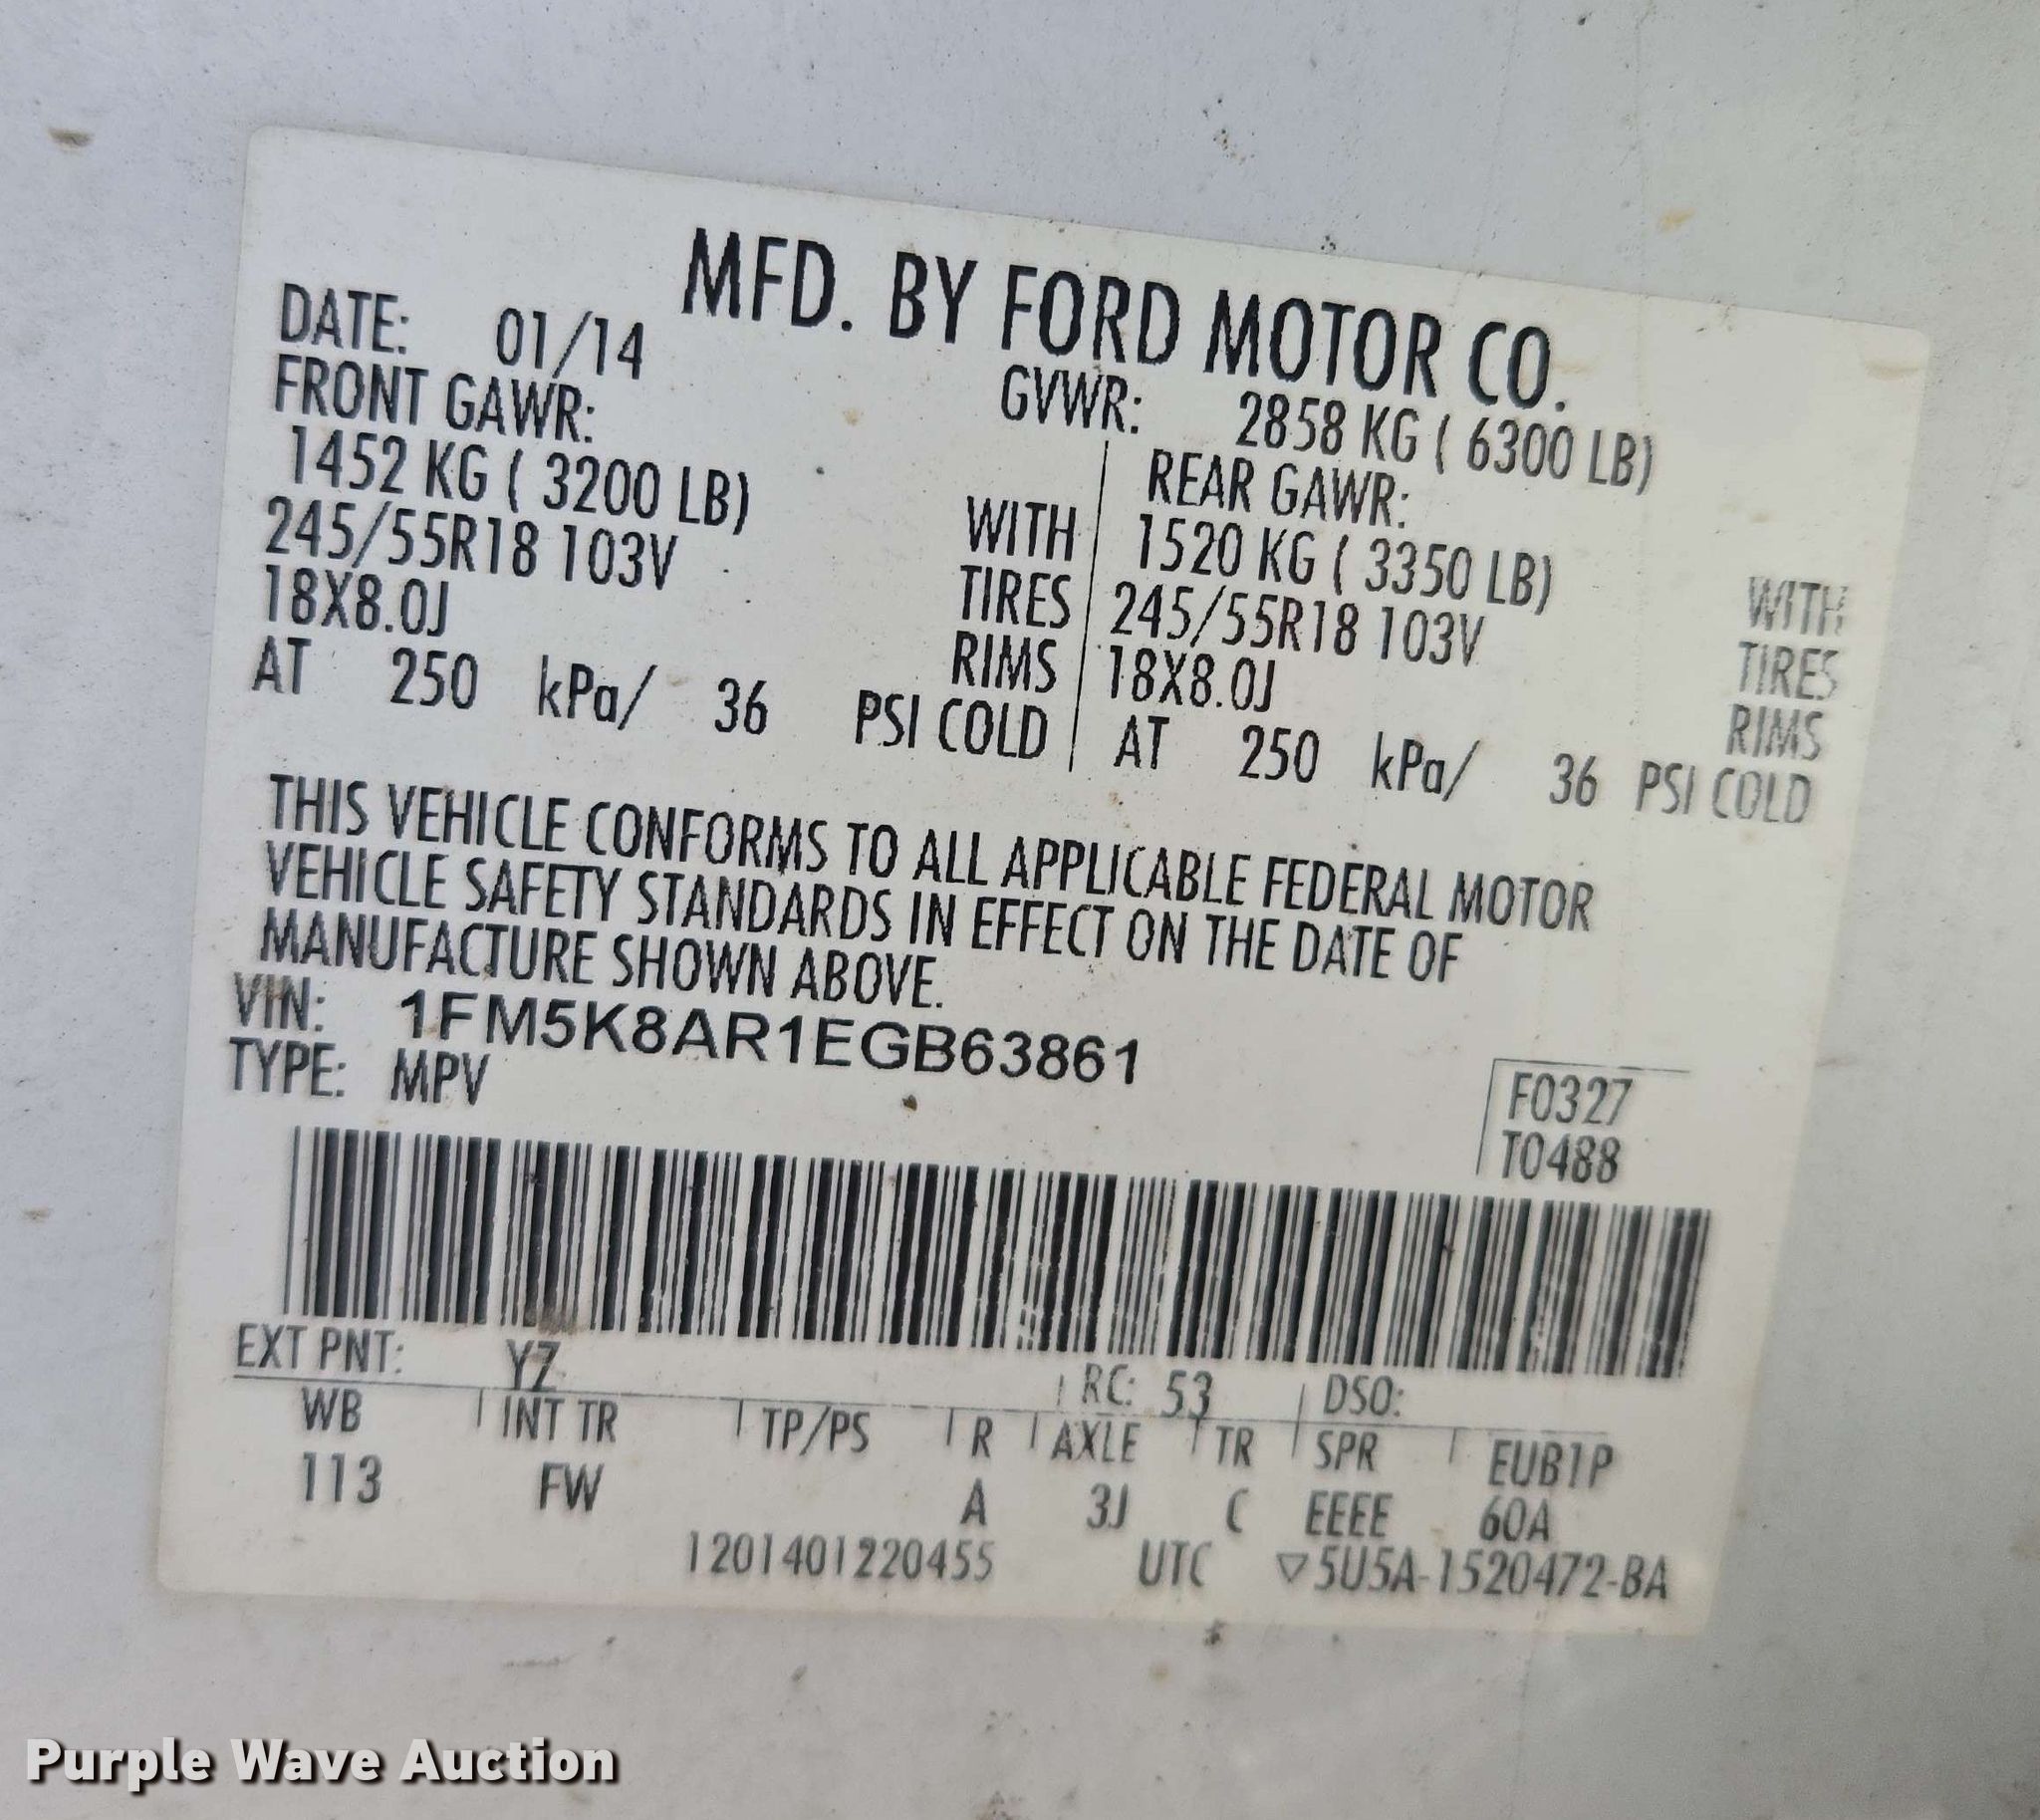 MFD. BY FORD MOTOR CO.
DATE: 01/14 GVWR: 2858 KG ( 6300 LB)
FRONT GAWR: REAR GAWR:
1452 KG ( 3200 LB) WITH 1520 KG ( 3350 LB) WITH
245/55R18 103V TIRES 245/55R18 103V TIRES
18X8.0J RIMS 18X8.0J RIMS
AT 250 kPa/ 36 PSI COLD AT 250 kPa/ 36 PSI COLD
THIS VEHICLE CONFORMS TO ALL APPLICABLE FEDERAL MOTOR
VEHICLE SAFETY STANDARDS IN EFFECT ON THE DATE OF
MANUFACTURE SHOWN ABOVE.
VIN: 1FM5K8AR1EGB63861
TYPE: MPV
F0327
T0488
EXT PNT: YZ RC: 53 DSO:
WB INT TR TP/PS R AXLE TR SPR EUB1P
113 FW A 3J C EEEE 60A
1201401220455 UTC ▽5U5A-1520472-BA
Purple Wave Auction